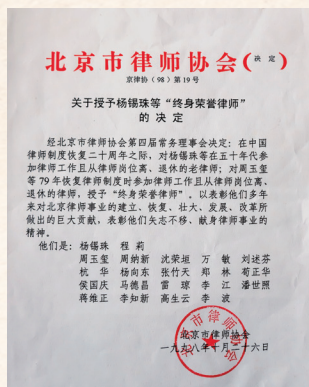 北京市律师协会(决 定)
京律协(98)第19号
关于授予杨锡珠等“终身荣誉律师”
的 决 定
经北京市律师协会第四届常务理事会决定：在中国
律师制度恢复二十周年之际，对杨锡珠等在五十年代参
加律师工作且从律师岗位离、退休的老律师；对周玉玺
等79年恢复律师制度时参加律师工作且从律师岗位离、
退休的律师，授予“终身荣誉律师”。以表彰他们多年
来对北京律师事业的建立、恢复、壮大、发展、改革所
做出的巨大贡献，表彰他们矢志不移、献身律师事业的
精神。
他们是：杨锡珠 程 莉
周玉玺 周纳新 沈荣垣 万 敏 刘述芬
杭 华 杨向东 张竹天 郑 林 荀正华
侯国庆 马德昌 雷 琼 李 江 潘世照
蒋维正 李知新 高生云 李 波
北京市律师协会
一九九八年十月二十六日